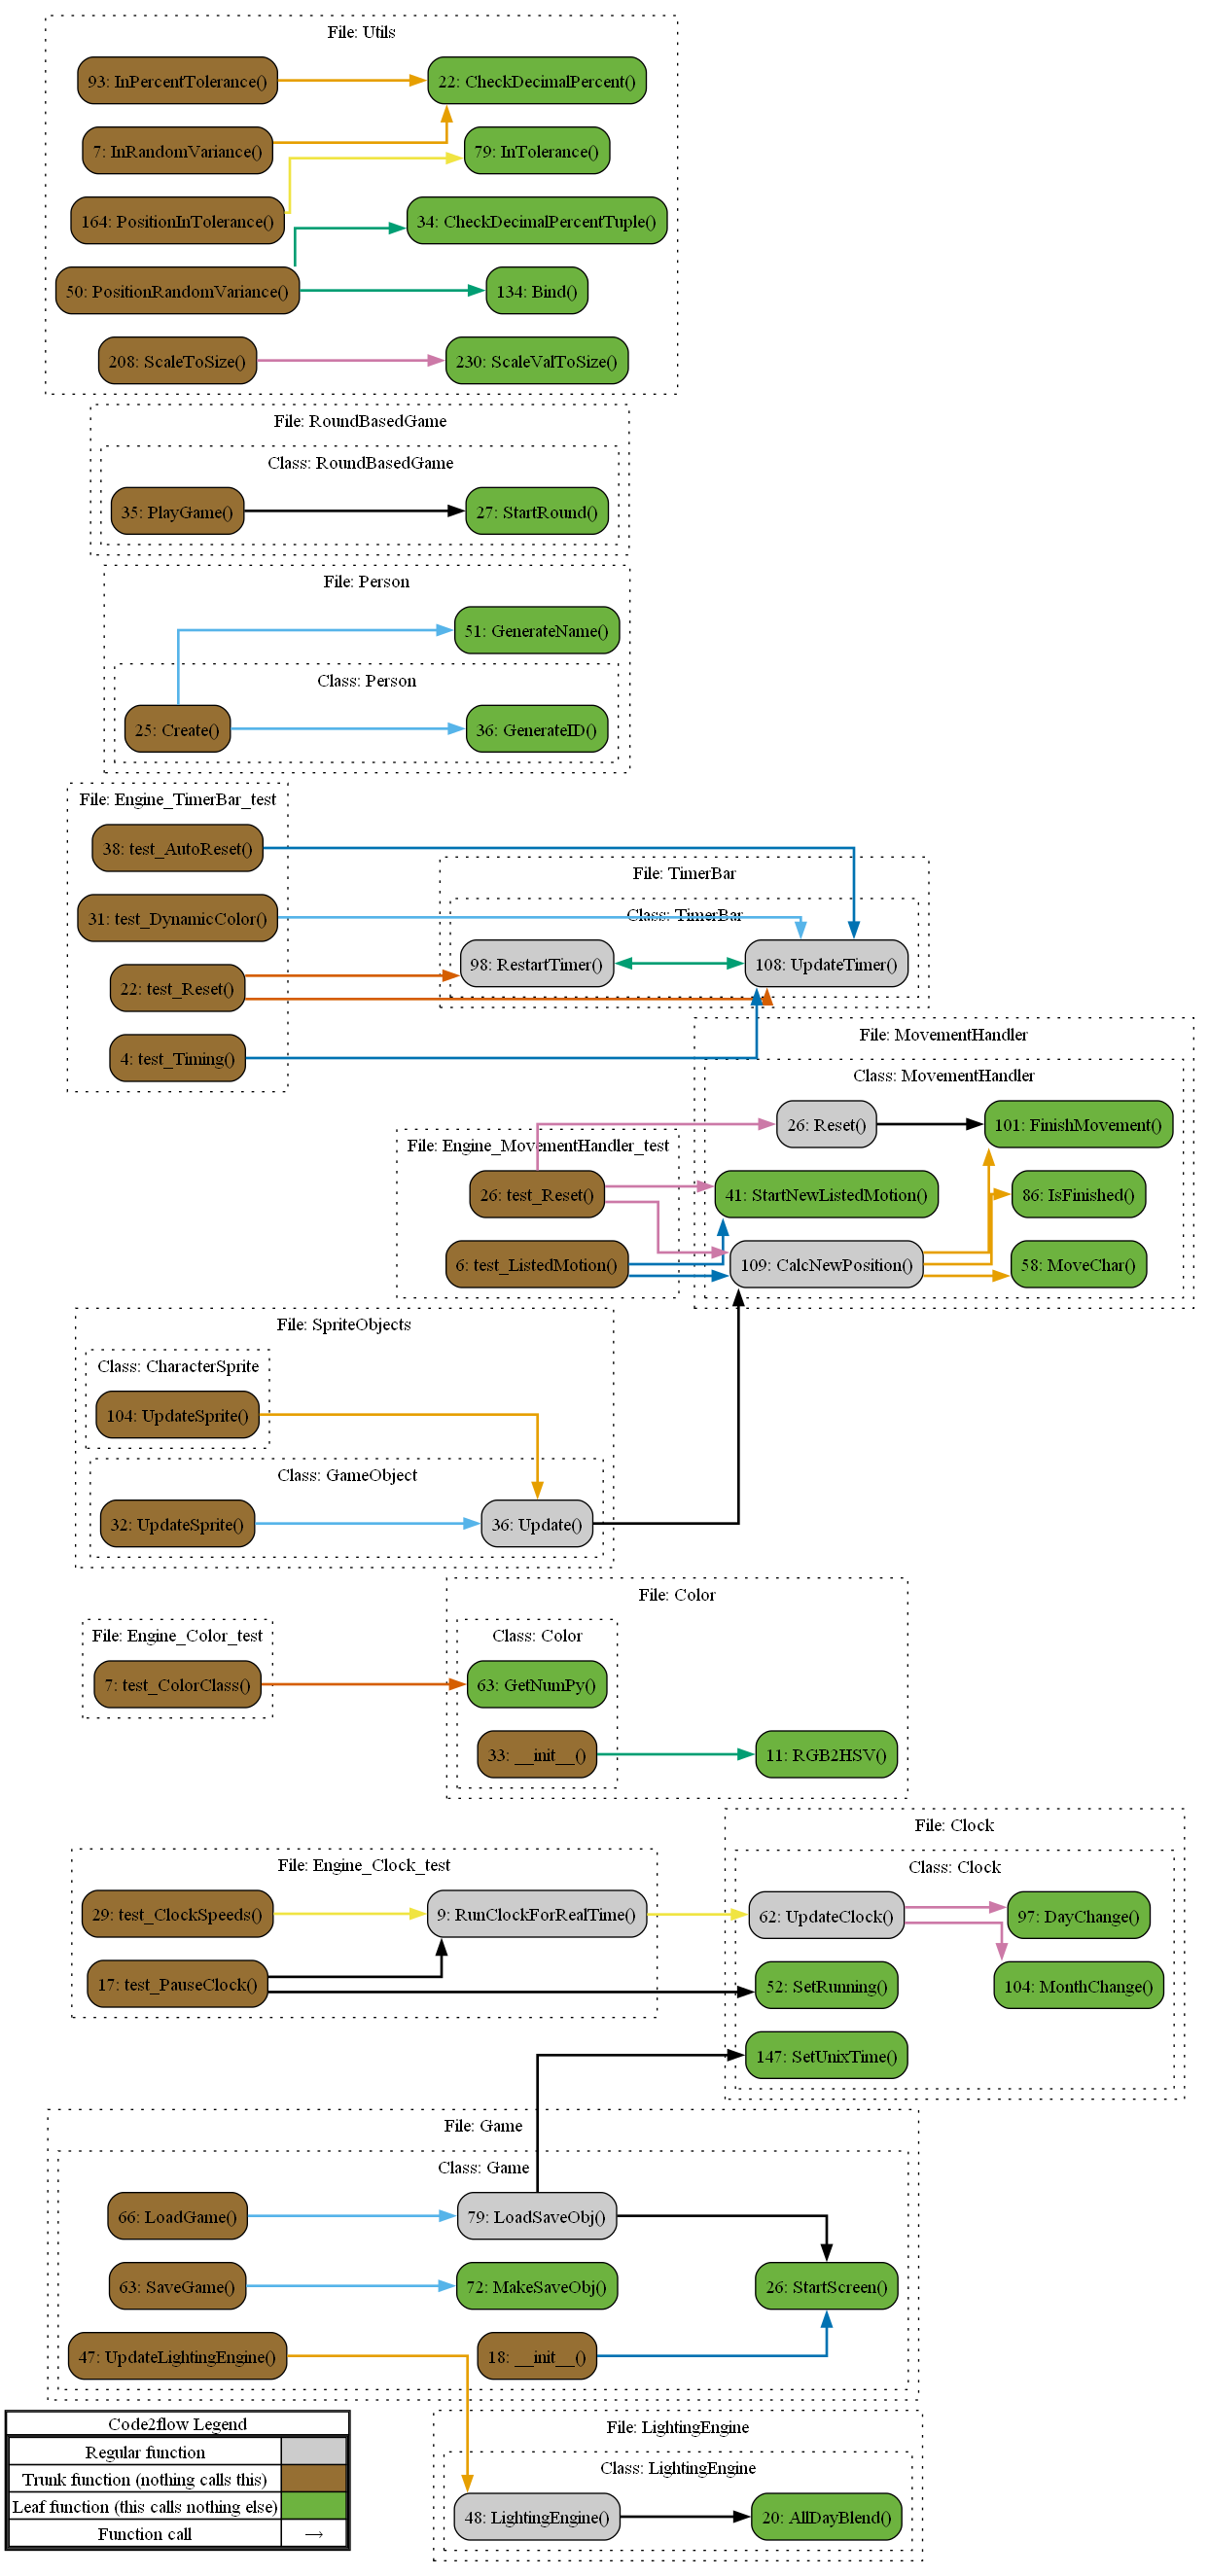 File: Utils
93: InPercentTolerance()
22: CheckDecimalPercent()
7: InRandomVariance()
79: InTolerance()
164: PositionInTolerance()
34: CheckDecimalPercentTuple()
50: PositionRandomVariance()
134: Bind()
208: ScaleToSize()
230: ScaleValToSize()
File: RoundBasedGame
Class: RoundBasedGame
35: PlayGame()
27: StartRound()
File: Person
51: GenerateName()
Class: Person
25: Create()
36: GenerateID()
File: Engine_TimerBar_test
38: test_AutoReset()
31: test_DynamicColor()
22: test_Reset()
4: test_Timing()
File: TimerBar
Class: TimerBar
98: RestartTimer()
108: UpdateTimer()
File: MovementHandler
Class: MovementHandler
26: Reset()
101: FinishMovement()
41: StartNewListedMotion()
86: IsFinished()
109: CalcNewPosition()
58: MoveChar()
File: Engine_MovementHandler_test
26: test_Reset()
6: test_ListedMotion()
File: SpriteObjects
Class: CharacterSprite
104: UpdateSprite()
Class: GameObject
32: UpdateSprite()
36: Update()
File: Color
Class: Color
63: GetNumPy()
33: __init__()
11: RGB2HSV()
File: Engine_Color_test
7: test_ColorClass()
File: Clock
Class: Clock
62: UpdateClock()
97: DayChange()
52: SetRunning()
104: MonthChange()
147: SetUnixTime()
File: Engine_Clock_test
29: test_ClockSpeeds()
9: RunClockForRealTime()
17: test_PauseClock()
File: Game
Class: Game
66: LoadGame()
79: LoadSaveObj()
63: SaveGame()
72: MakeSaveObj()
26: StartScreen()
47: UpdateLightingEngine()
18: __init__()
File: LightingEngine
Class: LightingEngine
48: LightingEngine()
20: AllDayBlend()
Code2flow Legend
Regular function
Trunk function (nothing calls this)
Leaf function (this calls nothing else)
Function call →